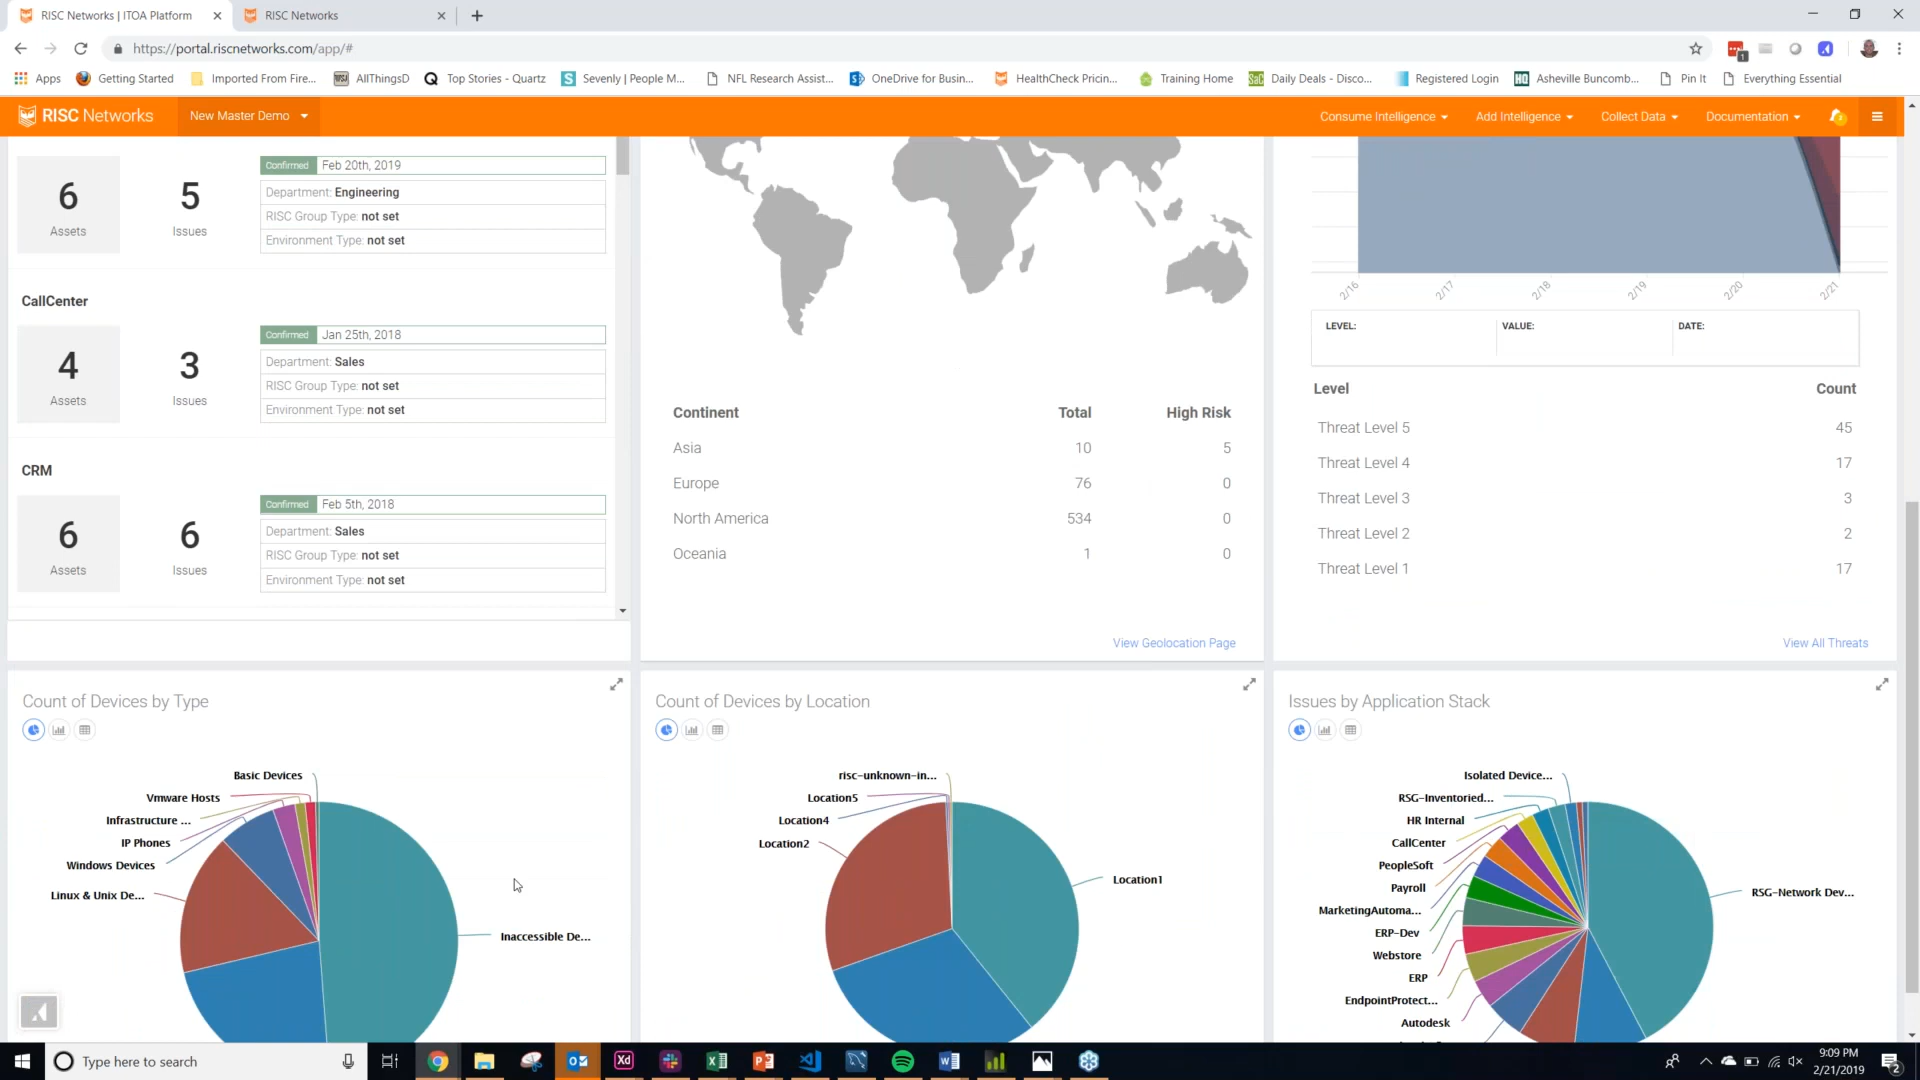 RISC Networks | ITOA Platform
RISC Networks
https://portal.riscnetworks.com/app/#
Apps
Getting Started
Imported From Fire...
AllThingsD
Top Stories - Quartz
Sevenly | People M...
NFL Research Assist...
OneDrive for Busin...
HealthCheck Pricin...
Training Home
Daily Deals - Disco...
Registered Login
Asheville Buncomb...
Pin It
Everything Essential
RISC Networks
New Master Demo
Consume Intelligence
Add Intelligence
Collect Data
Documentation
6
Assets
5
Issues
Confirmed Feb 20th, 2019
Department: Engineering
RISC Group Type: not set
Environment Type: not set
CallCenter
4
Assets
3
Issues
Confirmed Jan 25th, 2018
Department: Sales
RISC Group Type: not set
Environment Type: not set
CRM
6
Assets
6
Issues
Confirmed Feb 5th, 2018
Department: Sales
RISC Group Type: not set
Environment Type: not set
Continent Total High Risk
Asia 10 5
Europe 76 0
North America 534 0
Oceania 1 0
View Geolocation Page
2/16 2/17 2/18 2/19 2/20 2/21
LEVEL: VALUE: DATE:
Level Count
Threat Level 5 45
Threat Level 4 17
Threat Level 3 3
Threat Level 2 2
Threat Level 1 17
View All Threats
Count of Devices by Type
Basic Devices
Vmware Hosts
Infrastructure ...
IP Phones
Windows Devices
Linux & Unix De...
Inaccessible De...
Count of Devices by Location
risc-unknown-in...
Location5
Location4
Location2
Location1
Issues by Application Stack
Isolated Device...
RSG-Inventoried...
HR Internal
CallCenter
PeopleSoft
Payroll
MarketingAutoma...
ERP-Dev
Webstore
ERP
EndpointProtect...
Autodesk
RSG-Network Dev...
Type here to search
9:09 PM
2/21/2019